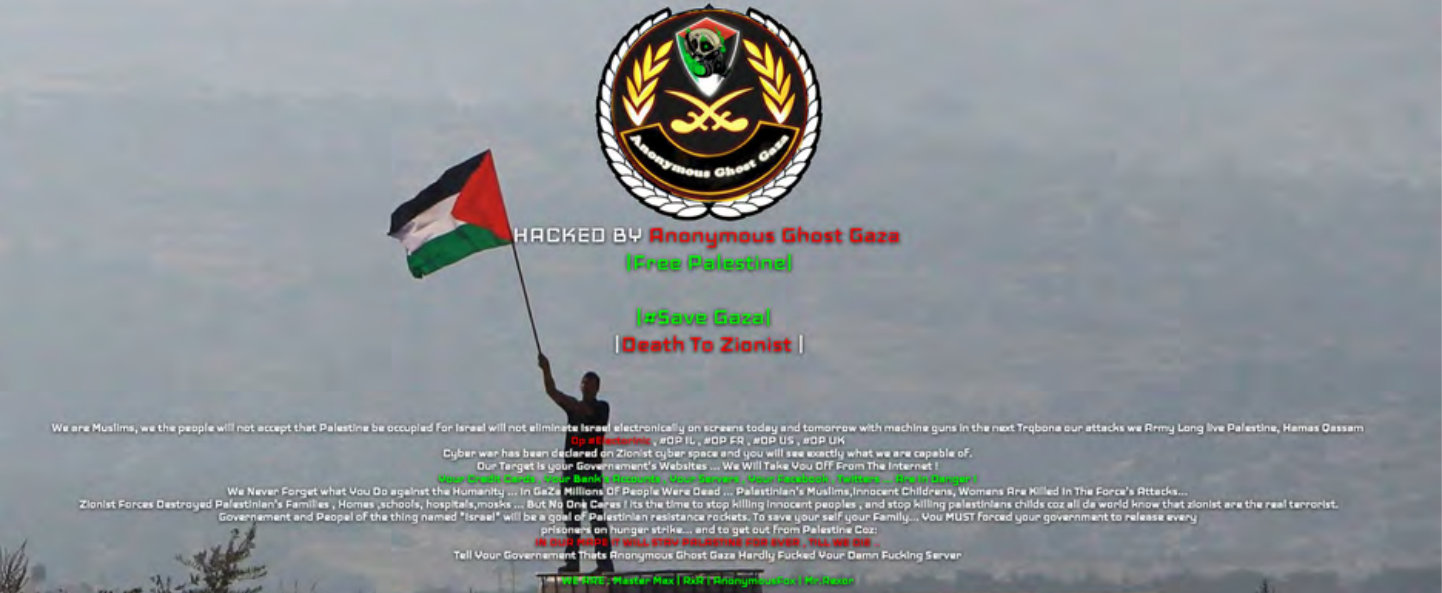 Anonymous Ghost Gaza
HACKED BY Anonymous Ghost Gaza
|Free Palestine|
|#Save Gaza|
|Death To Zionist |
We are Muslims, we the people will not accept that Palestine be occupied for Israel will not eliminate Israel electronically on screens today and tomorrow with machine guns in the next Trqbona our attacks we Army Long live Palestine, Hamas Qassam
Op #Electornic , #OP IL , #OP FR , #OP US , #OP UK
Cyber war has been declared on Zionist cyber space and you will see exactly what we are capable of.
Our Target is your Governement's Websites ... We Will Take You Off From The Internet !
Your Credit Cards , Your Bank's Accounts , Your Servers , Your Facebook , Twitters ... Are in Danger !
We Never Forget what You Do against the Humanity ... In GaZa Millions Of People Were Dead ... Palastinian's Muslims,Innocent Childrens, Womens Are Killed In The Force's Attacks...
Zionist Forces Destroyed Palestinian's Families , Homes ,schools, hospitals,mosks ... But No One Cares ! its the time to stop killing innocent peoples , and stop killing palastinians childs coz all da world know that zionist are the real terrorist.
Governement and Peopel of the thing named "Israel" will be a goal of Palestinian resistance rockets. To save your self your Family... You MUST forced your government to release every
prisoners on hunger strike... and to get out from Palestine Coz:
IN OUR MAPE IT WILL STAY PALESTINE FOR EVER , TILL WE DIE .
Tell Your Governement Thats Anonymous Ghost Gaza Hardly Fucked Your Damn Fucking Server
WE ARE : Master Max | RxR | AnonymousFox | Mr.Rexor